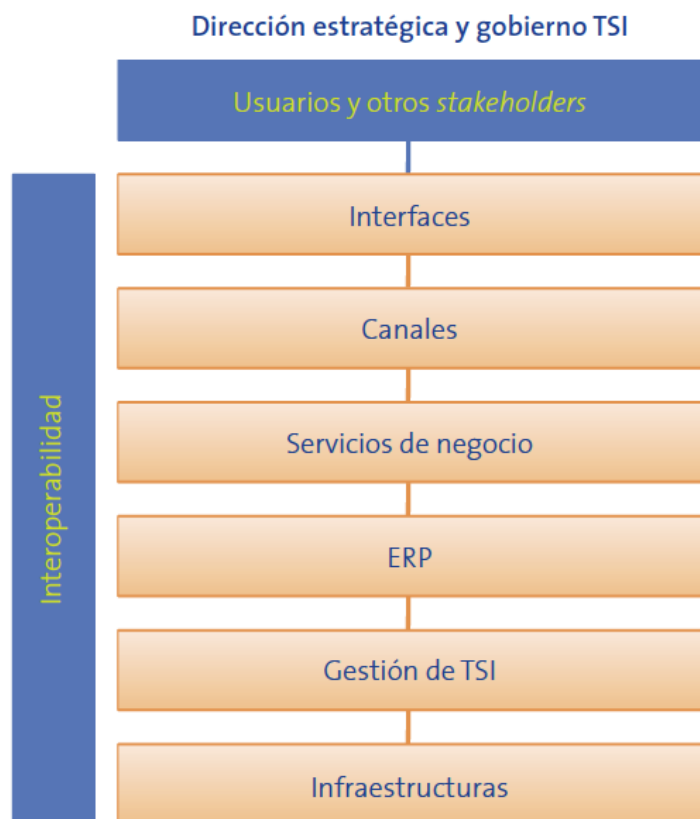 Dirección estratégica y gobierno TSI
Usuarios y otros stakeholders
Interoperabilidad
Interfaces
Canales
Servicios de negocio
ERP
Gestión de TSI
Infraestructuras